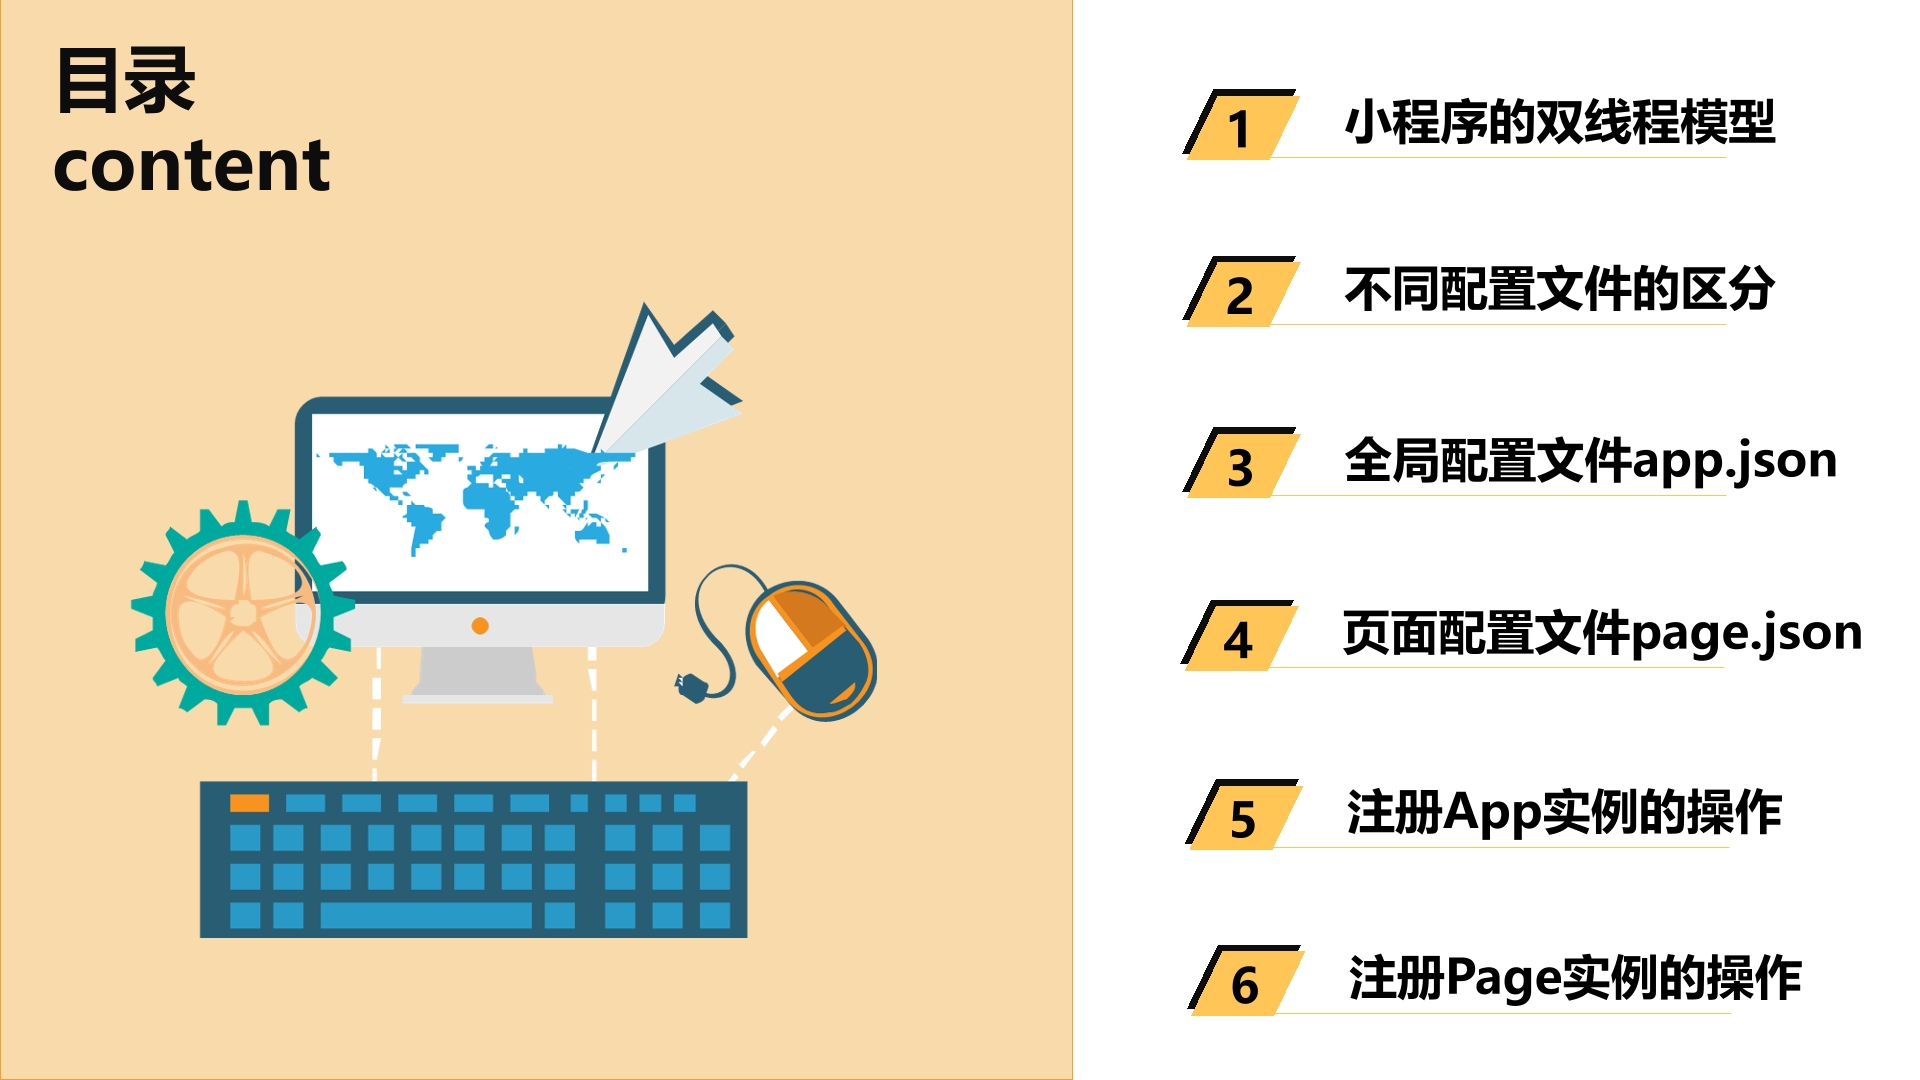 目录
content
1 小程序的双线程模型
2 不同配置文件的区分
3 全局配置文件app.json
4 页面配置文件page.json
5 注册App实例的操作
6 注册Page实例的操作